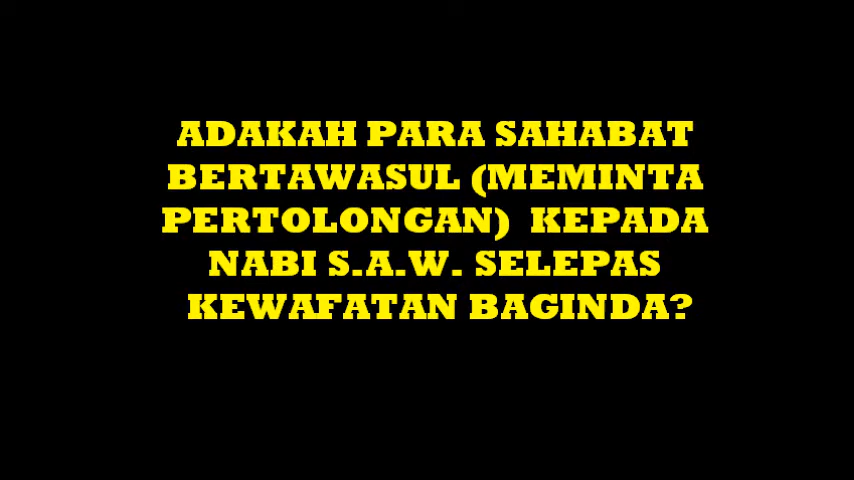 ADAKAH PARA SAHABAT
BERTAWASUL (MEMINTA
PERTOLONGAN) KEPADA
NABI S.A.W. SELEPAS
KEWAFATAN BAGINDA?